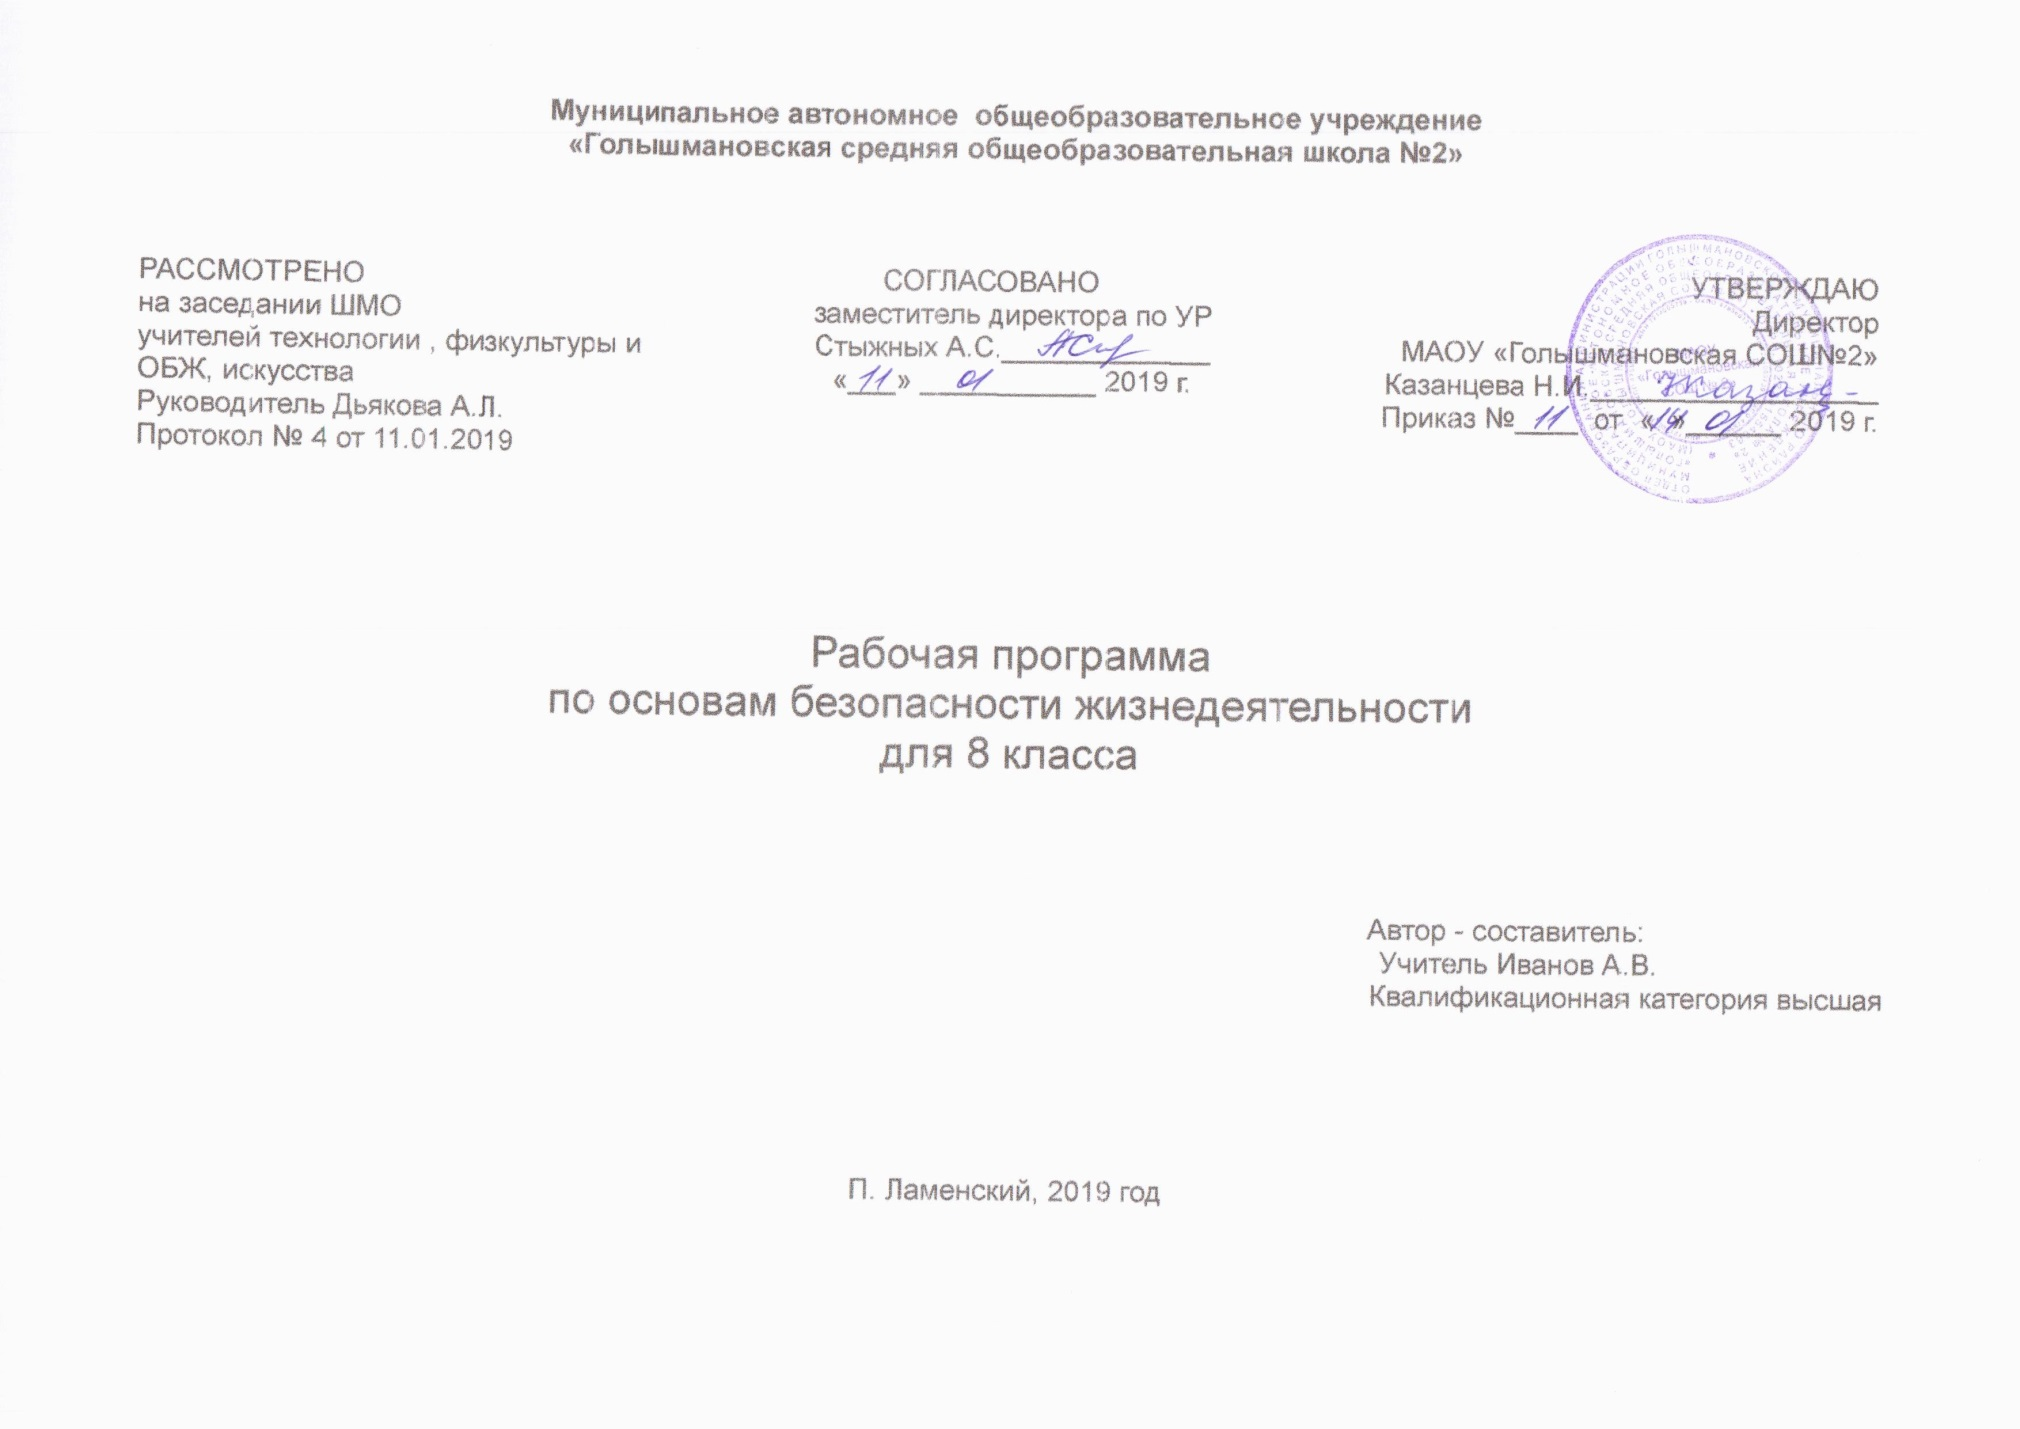 Муниципальное автономное общеобразовательное учреждение
«Голышмановская средняя общеобразовательная школа №2»
РАССМОТРЕНО
на заседании ШМО
учителей технологии , физкультуры и
ОБЖ, искусства
Руководитель Дьякова А.Л.
Протокол № 4 от 11.01.2019
СОГЛАСОВАНО
заместитель директора по УР
Стыжных А.С.
«11» 01 2019 г.
УТВЕРЖДАЮ
Директор
МАОУ «Голышмановская СОШ№2»
Казанцева Н.И.
Приказ № 11 от «14» 01 2019 г.
Рабочая программа
по основам безопасности жизнедеятельности
для 8 класса
Автор - составитель:
Учитель Иванов А.В.
Квалификационная категория высшая
П. Ламенский, 2019 год